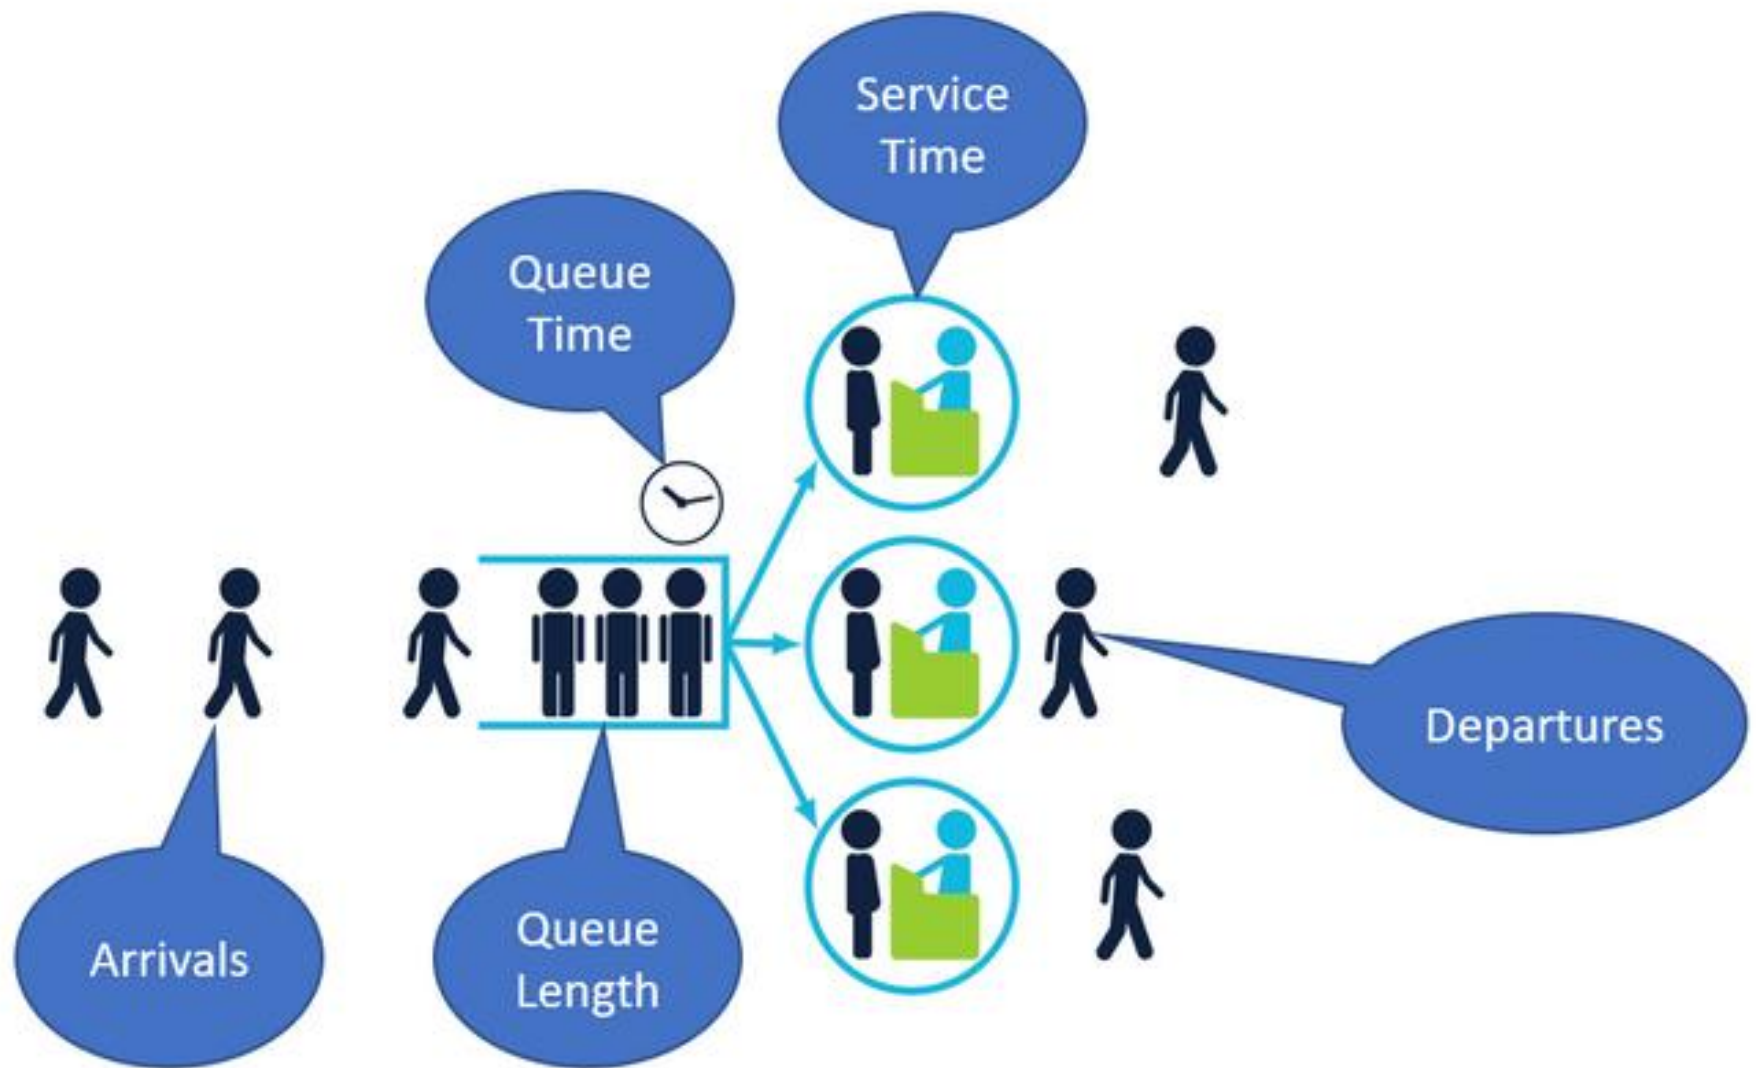 Service
Time
Queue
Time
Departures
Arrivals
Queue
Length